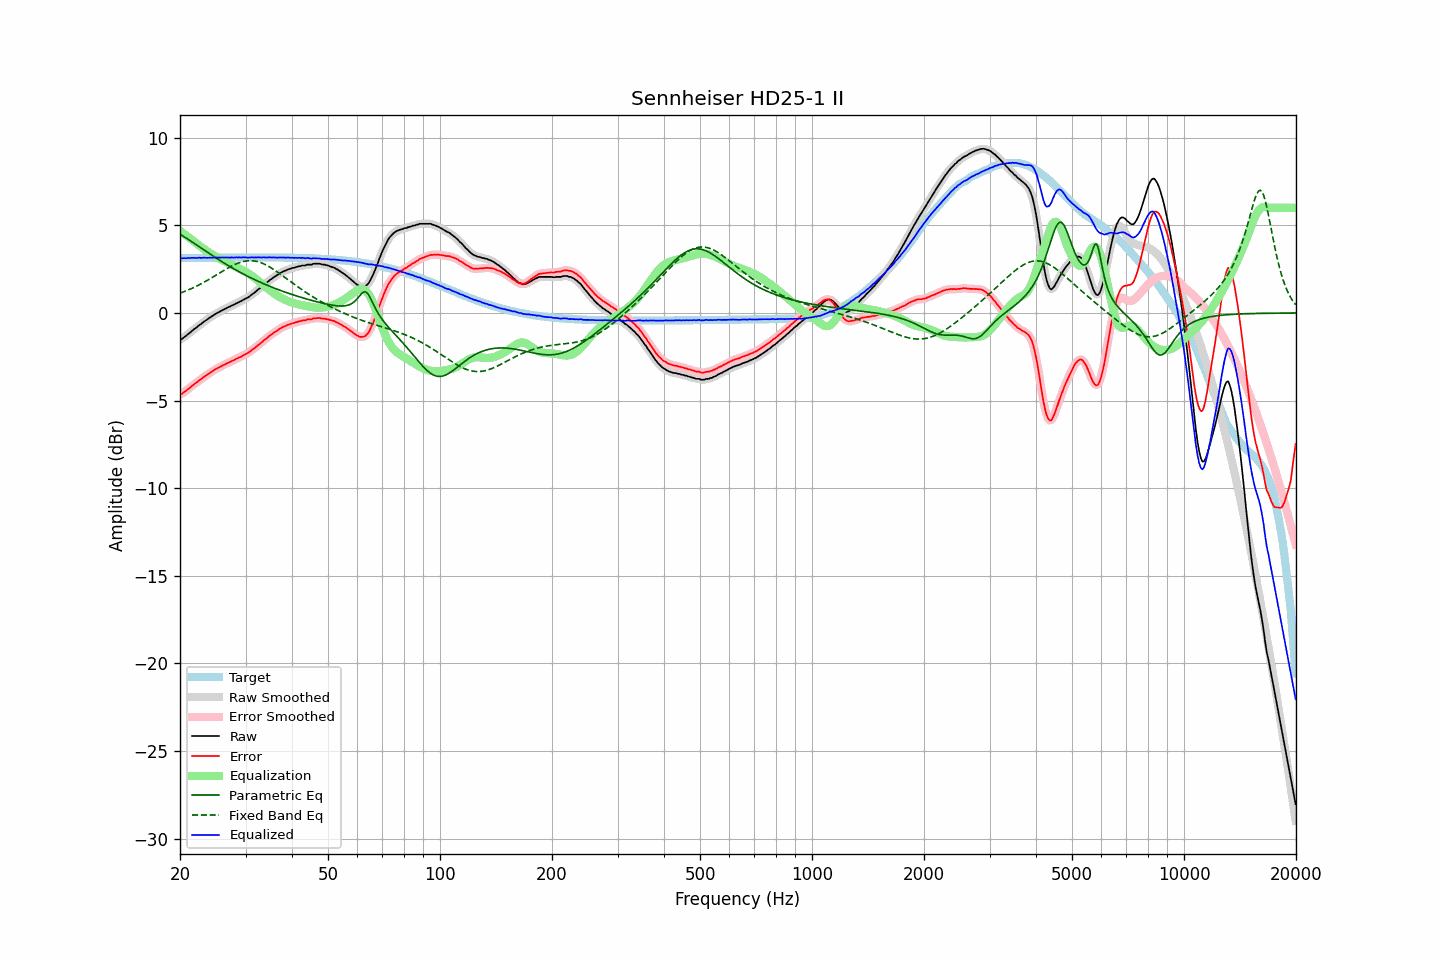 Sennheiser HD25-1 II
10
5
0
−5
−10
−15
−20
−25
−30
Amplitude (dBr)
Target
Raw Smoothed
Error Smoothed
Raw
Error
Equalization
Parametric Eq
Fixed Band Eq
Equalized
20 50 100 200 500 1000 2000 5000 10000 20000
Frequency (Hz)